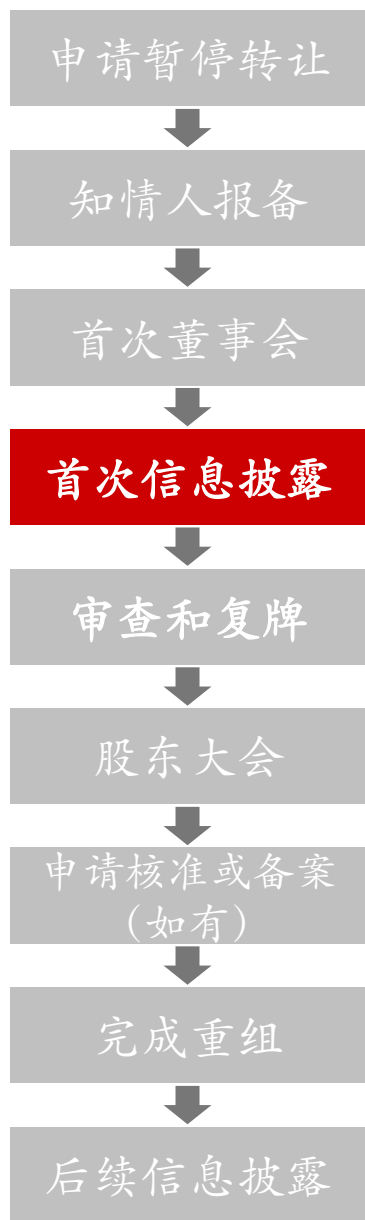 申请暂停转让
知情人报备
首次董事会
首次信息披露
审查和复牌
股东大会
申请核准或备案
（如有）
完成重组
后续信息披露